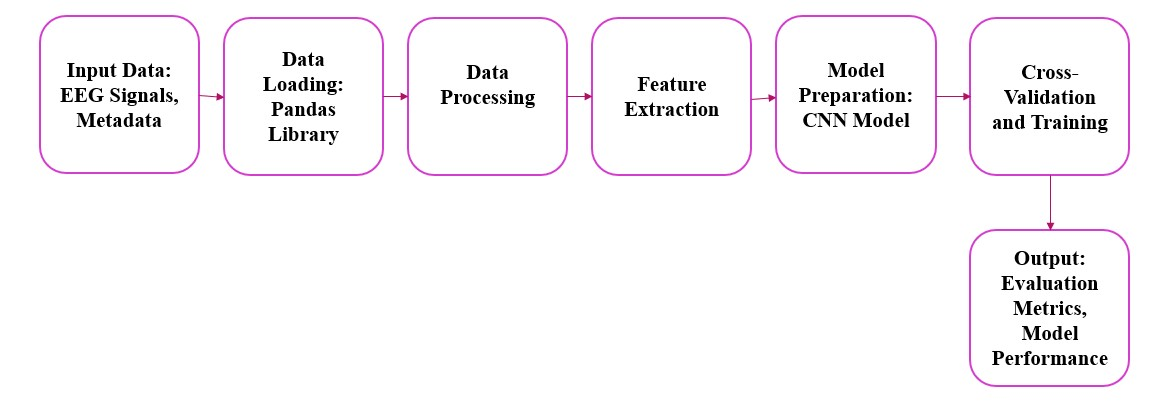 Input Data:
EEG Signals,
Metadata
Data
Loading:
Pandas
Library
Data
Processing
Feature
Extraction
Model
Preparation:
CNN Model
Cross-
Validation
and Training
Output:
Evaluation
Metrics,
Model
Performance